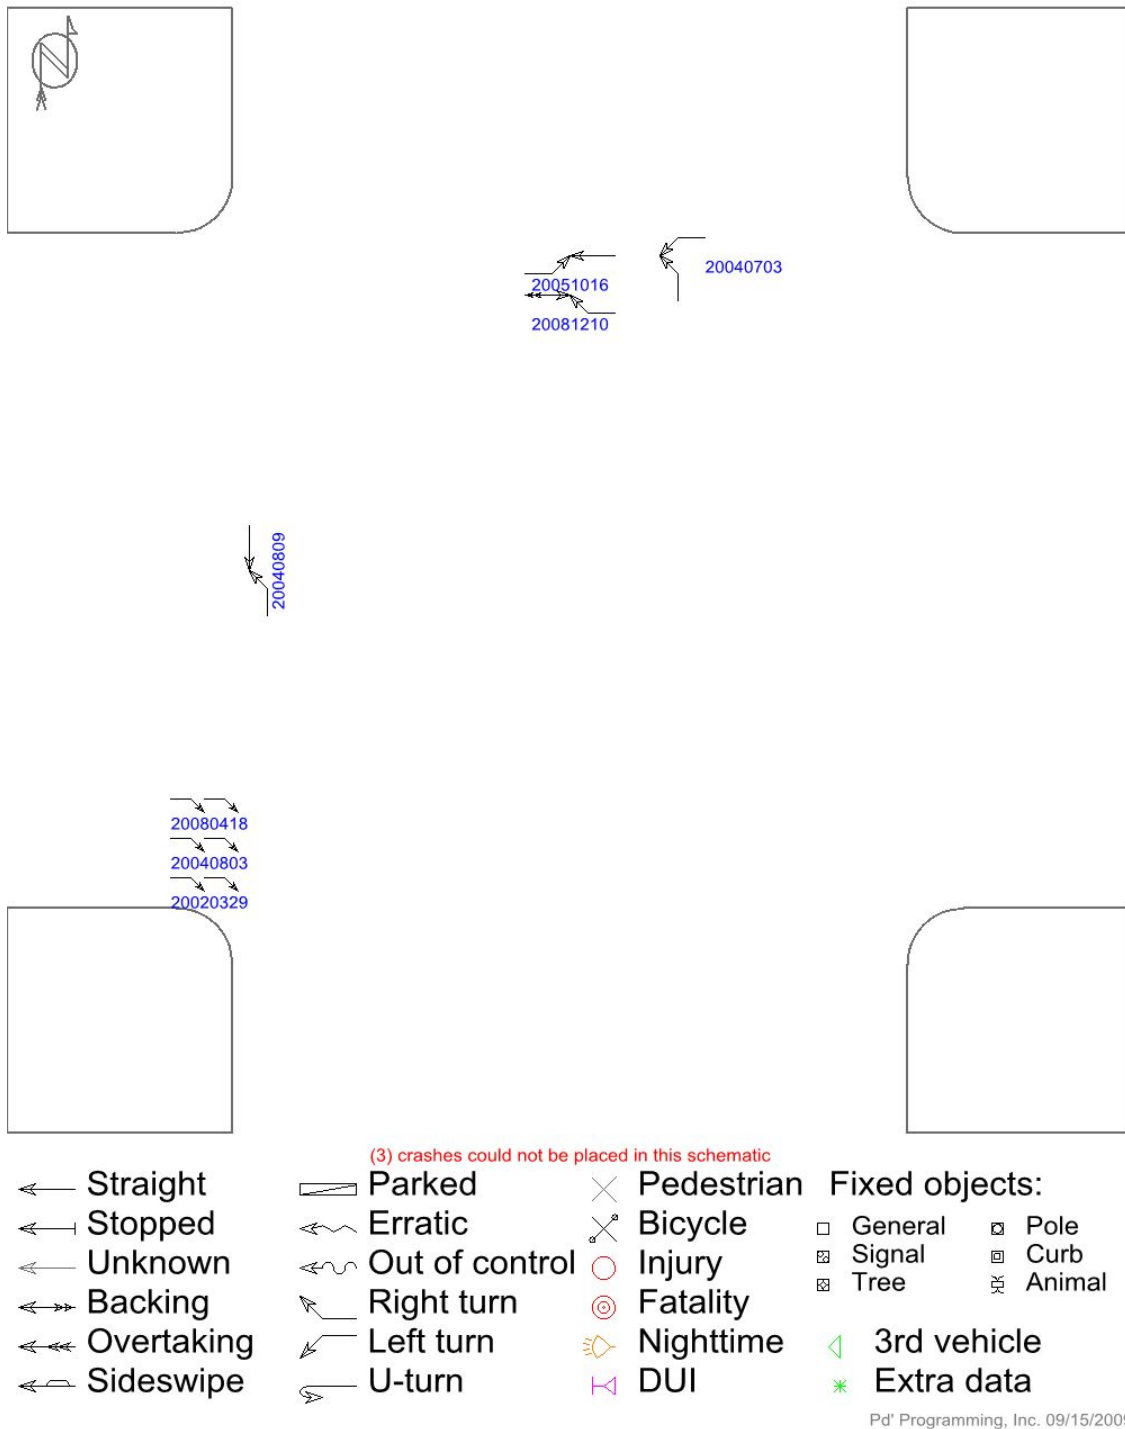 20051016
20040703
20081210
20040809
20080418
20040803
20020329
(3) crashes could not be placed in this schematic
Straight
Stopped
Unknown
Backing
Overtaking
Sideswipe
Parked
Erratic
Out of control
Right turn
Left turn
U-turn
Pedestrian
Bicycle
Injury
Fatality
Nighttime
DUI
Fixed objects:
General
Signal
Tree
Pole
Curb
Animal
3rd vehicle
Extra data
Pd' Programming, Inc. 09/15/2009